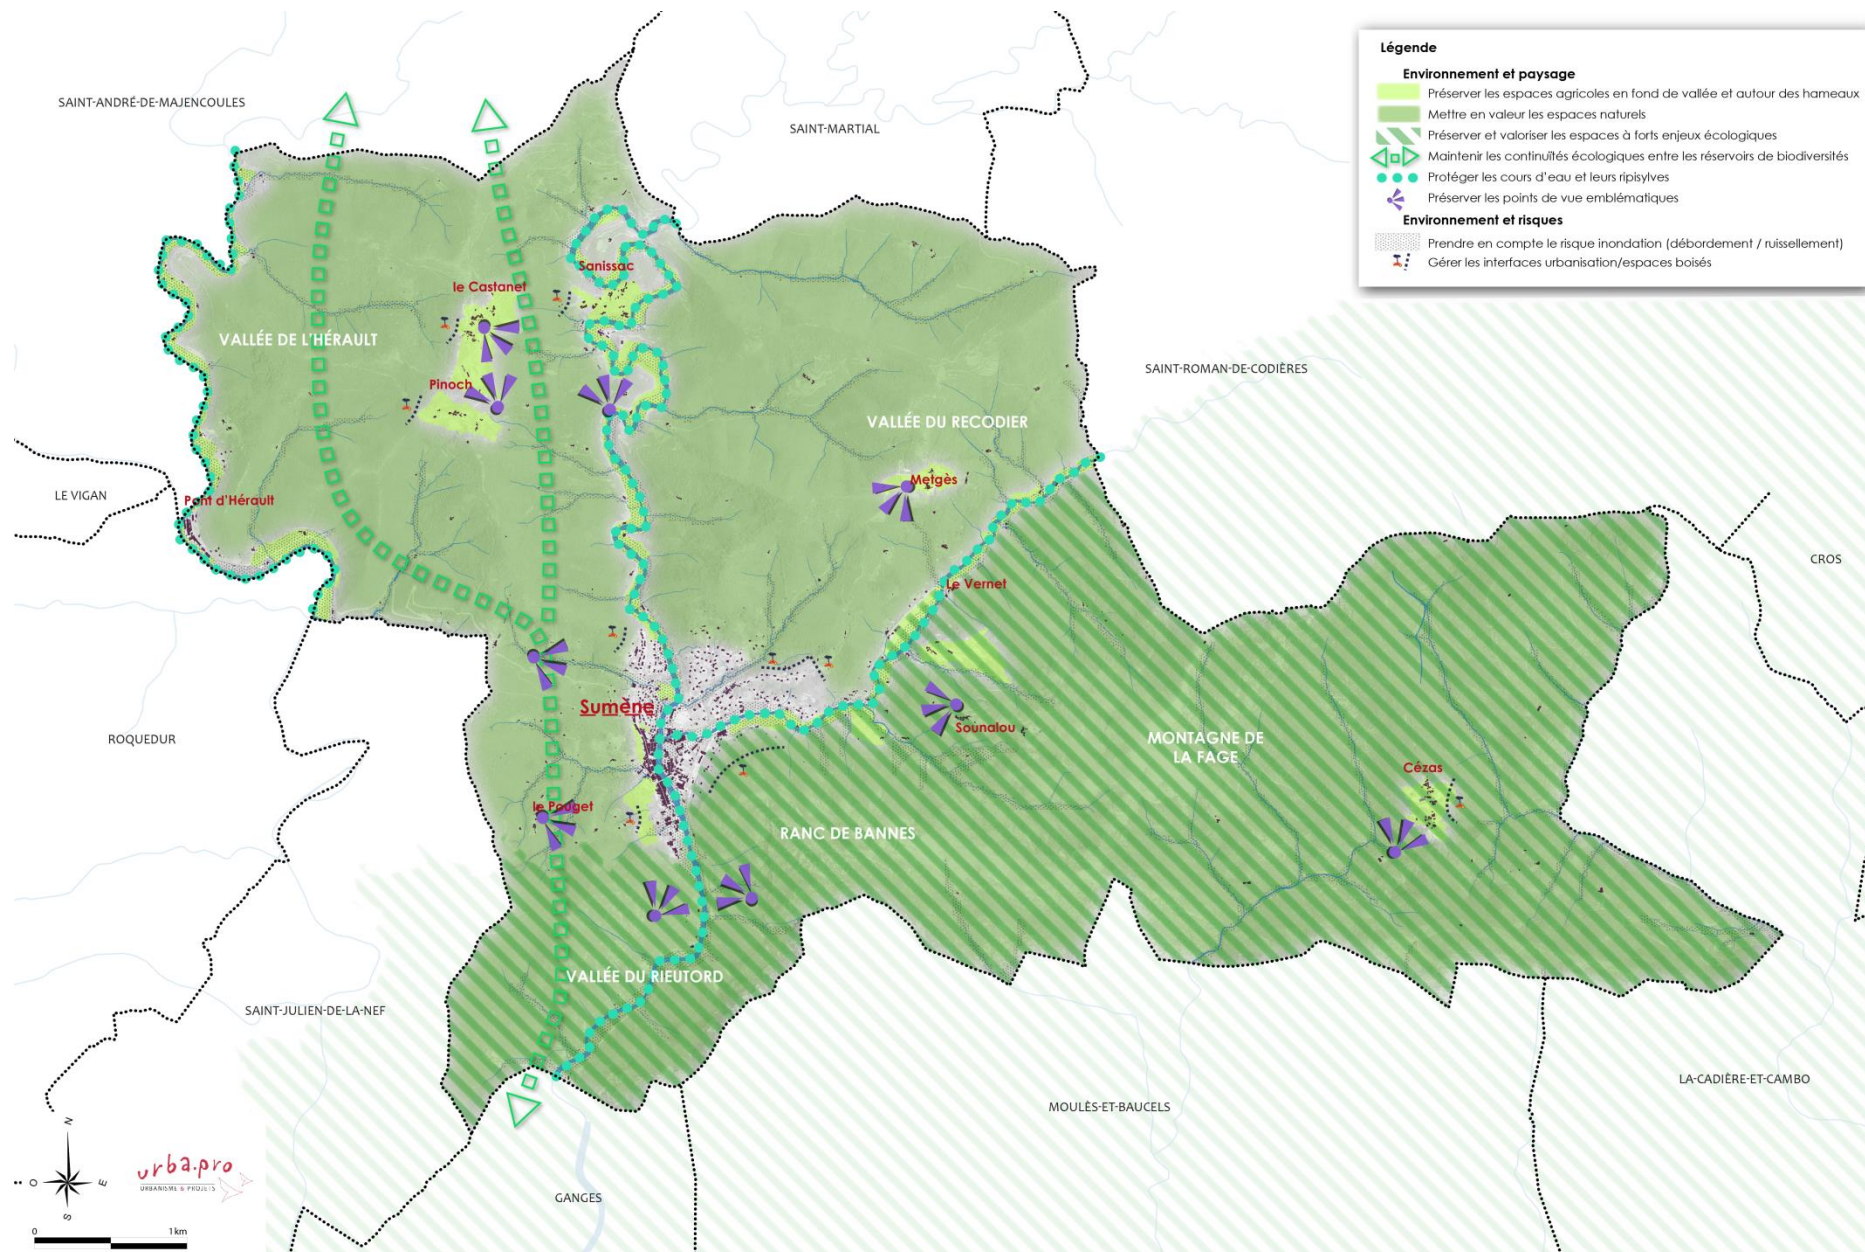 Légende
Environnement et paysage
Préserver les espaces agricoles en fond de vallée et autour des hameaux
Mettre en valeur les espaces naturels
Préserver et valoriser les espaces à forts enjeux écologiques
Maintenir les continuïtés écologiques entre les réservoirs de biodiversités
Protéger les cours d'eau et leurs ripisylves
Préserver les points de vue emblématiques
Environnement et risques
Prendre en compte le risque inondation (débordement / ruissellement)
Gérer les interfaces urbanisation/espaces boisés
SAINT-ANDRÉ-DE-MAJENCOULES
SAINT-MARTIAL
Sanissac
le Castanet
VALLÉE DE L'HÉRAULT
SAINT-ROMAN-DE-CODIÈRES
Pinoch
VALLÉE DU RECODIER
Metgès
LE VIGAN
Pont d'Hérault
CROS
Le Vernet
Sumène
Sounalou
ROQUEDUR
MONTAGNE DE
LA FAGE
Cézas
le Pouget
RANC DE BANNES
VALLÉE DU RIEUTORD
SAINT-JULIEN-DE-LA-NEF
LA-CADIÈRE-ET-CAMBO
MOULÈS-ET-BAUCELS
GANGES
N
O
E
S
urba.pro
URBANISME & PROJETS
0
1km